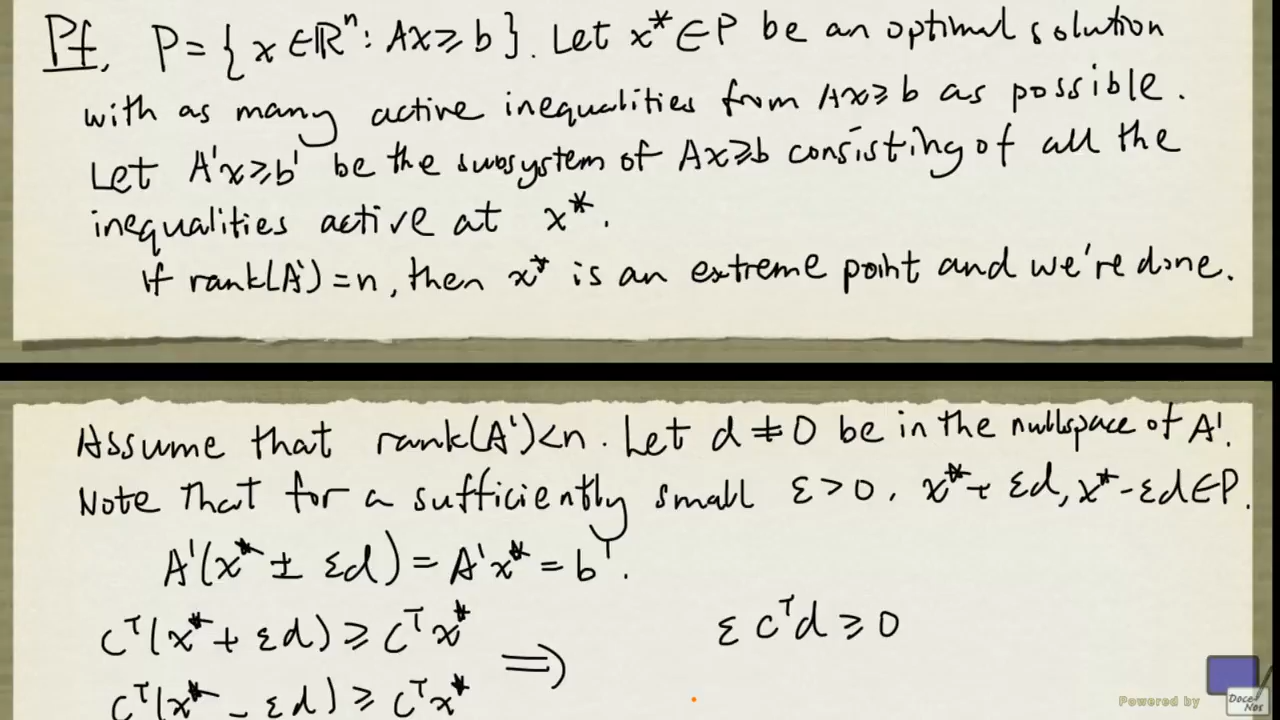 Pf, P = { x ∈ ℝⁿ : Ax ≥ b }. Let x* ∈ P be an optimal solution
with as many active inequalities from Ax ≥ b as possible.
Let A'x ≥ b' be the subsystem of Ax ≥ b consisting of all the
inequalities active at x*.
If rank(A') = n, then x* is an extreme point and we're done.
Assume that rank(A') < n. Let d ≠ 0 be in the nullspace of A'.
Note that for a sufficiently small ε > 0, x* + εd, x* - εd ∈ P.
A'(x* ± εd) = A'x* = b'.
cᵀ(x* + εd) ≥ cᵀx*
⇒ ε cᵀd ≥ 0
cᵀ(x* - εd) ≥ cᵀx*
Powered by
Doce
Nos